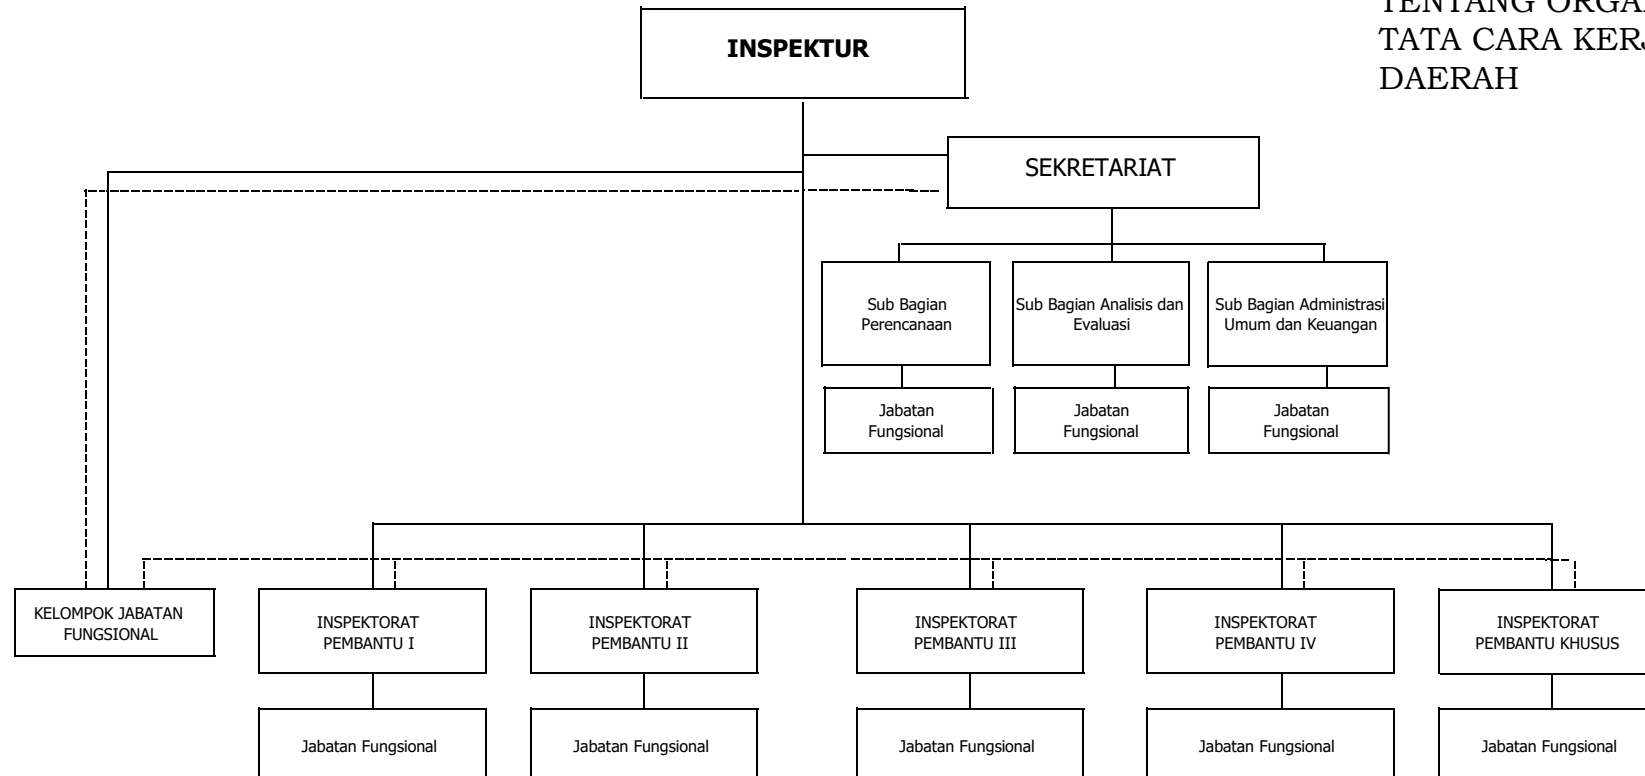 TENTANG ORGA
TATA CARA KERJ
DAERAH
INSPEKTUR
SEKRETARIAT
Sub Bagian
Perencanaan
Sub Bagian Analisis dan
Evaluasi
Sub Bagian Administrasi
Umum dan Keuangan
Jabatan
Fungsional
Jabatan
Fungsional
Jabatan
Fungsional
KELOMPOK JABATAN
FUNGSIONAL
INSPEKTORAT
PEMBANTU I
INSPEKTORAT
PEMBANTU II
INSPEKTORAT
PEMBANTU III
INSPEKTORAT
PEMBANTU IV
INSPEKTORAT
PEMBANTU KHUSUS
Jabatan Fungsional
Jabatan Fungsional
Jabatan Fungsional
Jabatan Fungsional
Jabatan Fungsional